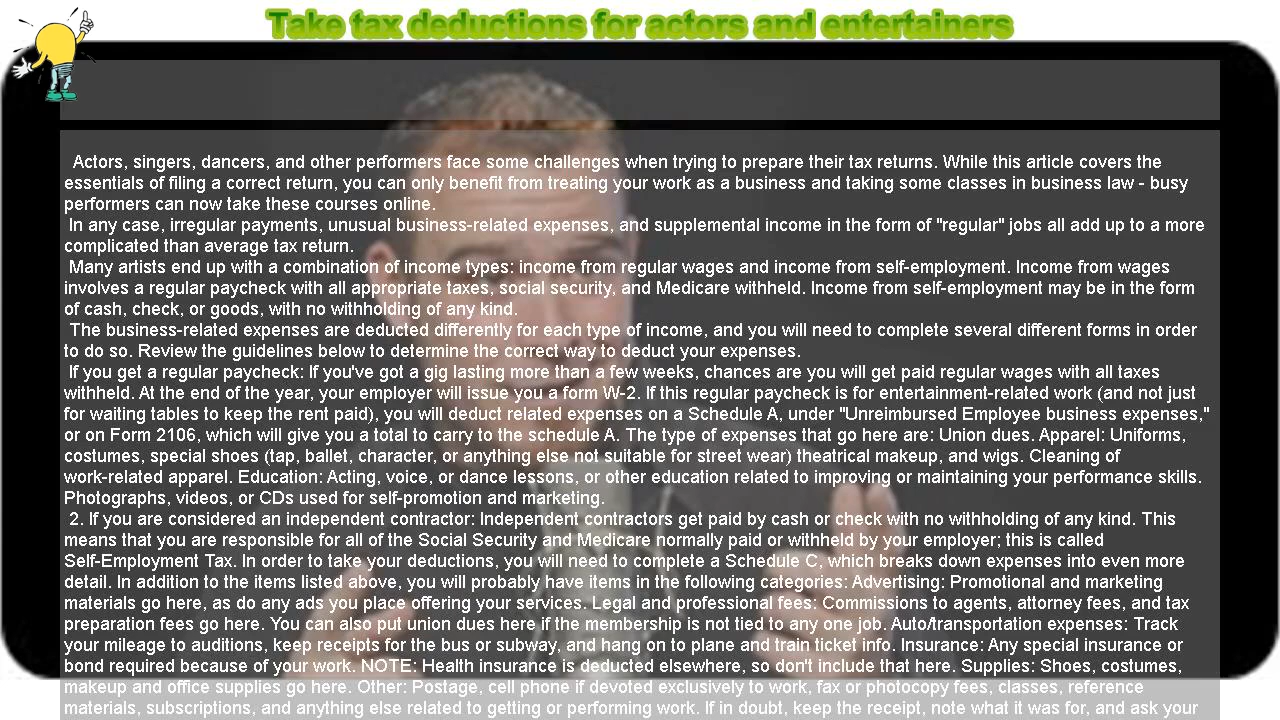 Take tax deductions for actors and entertainers
Actors, singers, dancers, and other performers face some challenges when trying to prepare their tax returns. While this article covers the
essentials of filing a correct return, you can only benefit from treating your work as a business and taking some classes in business law - busy
performers can now take these courses online.
In any case, irregular payments, unusual business-related expenses, and supplemental income in the form of "regular" jobs all add up to a more
complicated than average tax return.
Many artists end up with a combination of income types: income from regular wages and income from self-employment. Income from wages
involves a regular paycheck with all appropriate taxes, social security, and Medicare withheld. Income from self-employment may be in the form
of cash, check, or goods, with no withholding of any kind.
The business-related expenses are deducted differently for each type of income, and you will need to complete several different forms in order
to do so. Review the guidelines below to determine the correct way to deduct your expenses.
If you get a regular paycheck: If you've got a gig lasting more than a few weeks, chances are you will get paid regular wages with all taxes
withheld. At the end of the year, your employer will issue you a form W-2. If this regular paycheck is for entertainment-related work (and not just
for waiting tables to keep the rent paid), you will deduct related expenses on a Schedule A, under "Unreimbursed Employee business expenses,"
or on Form 2106, which will give you a total to carry to the schedule A. The type of expenses that go here are: Union dues. Apparel: Uniforms,
costumes, special shoes (tap, ballet, character, or anything else not suitable for street wear) theatrical makeup, and wigs. Cleaning of
work-related apparel. Education: Acting, voice, or dance lessons, or other education related to improving or maintaining your performance skills.
Photographs, videos, or CDs used for self-promotion and marketing.
2. If you are considered an independent contractor: Independent contractors get paid by cash or check with no withholding of any kind. This
means that you are responsible for all of the Social Security and Medicare normally paid or withheld by your employer; this is called
Self-Employment Tax. In order to take your deductions, you will need to complete a Schedule C, which breaks down expenses into even more
detail. In addition to the items listed above, you will probably have items in the following categories: Advertising: Promotional and marketing
materials go here, as do any ads you place offering your services. Legal and professional fees: Commissions to agents, attorney fees, and tax
preparation fees go here. You can also put union dues here if the membership is not tied to any one job. Auto/transportation expenses: Track
your mileage to auditions, keep receipts for the bus or subway, and hang on to plane and train ticket info. Insurance: Any special insurance or
bond required because of your work. NOTE: Health insurance is deducted elsewhere, so don't include that here. Supplies: Shoes, costumes,
makeup and office supplies go here. Other: Postage, cell phone if devoted exclusively to work, fax or photocopy fees, classes, reference
materials, subscriptions, and anything else related to getting or performing work. If in doubt, keep the receipt, note what it was for, and ask your